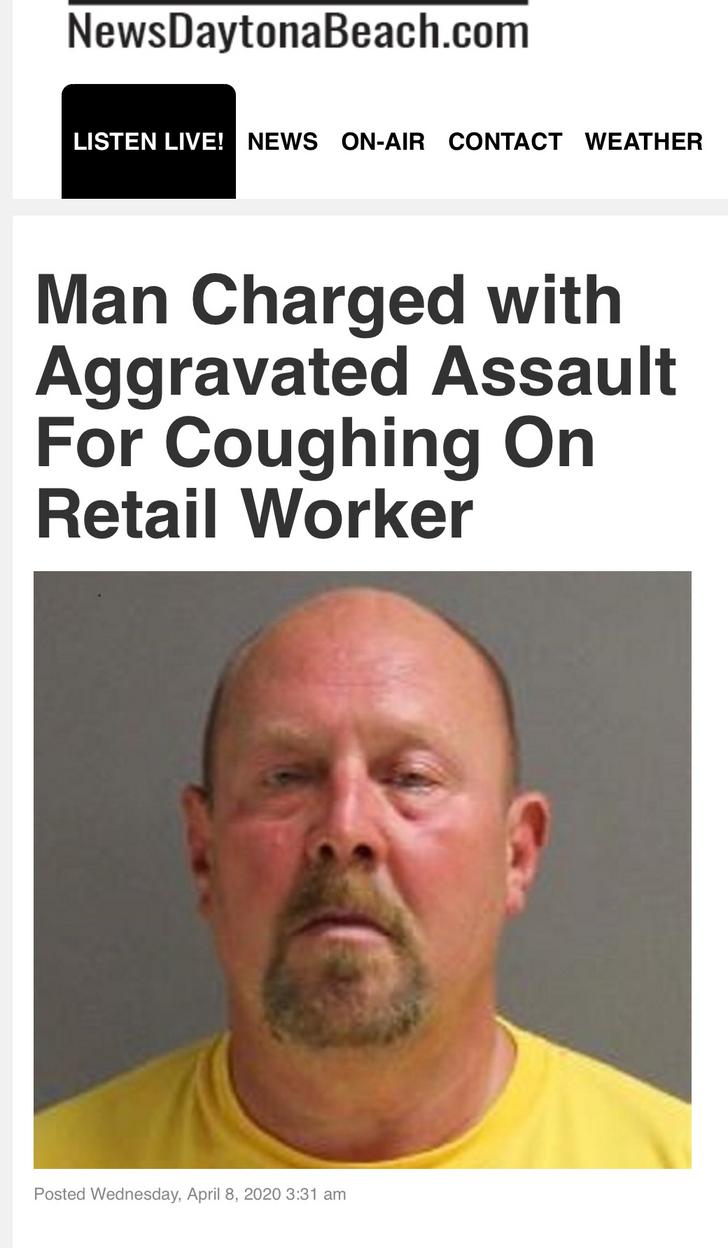 NewsDaytonaBeach.com
LISTEN LIVE! NEWS ON-AIR CONTACT WEATHER
Man Charged with
Aggravated Assault
For Coughing On
Retail Worker
Posted Wednesday, April 8, 2020 3:31 am